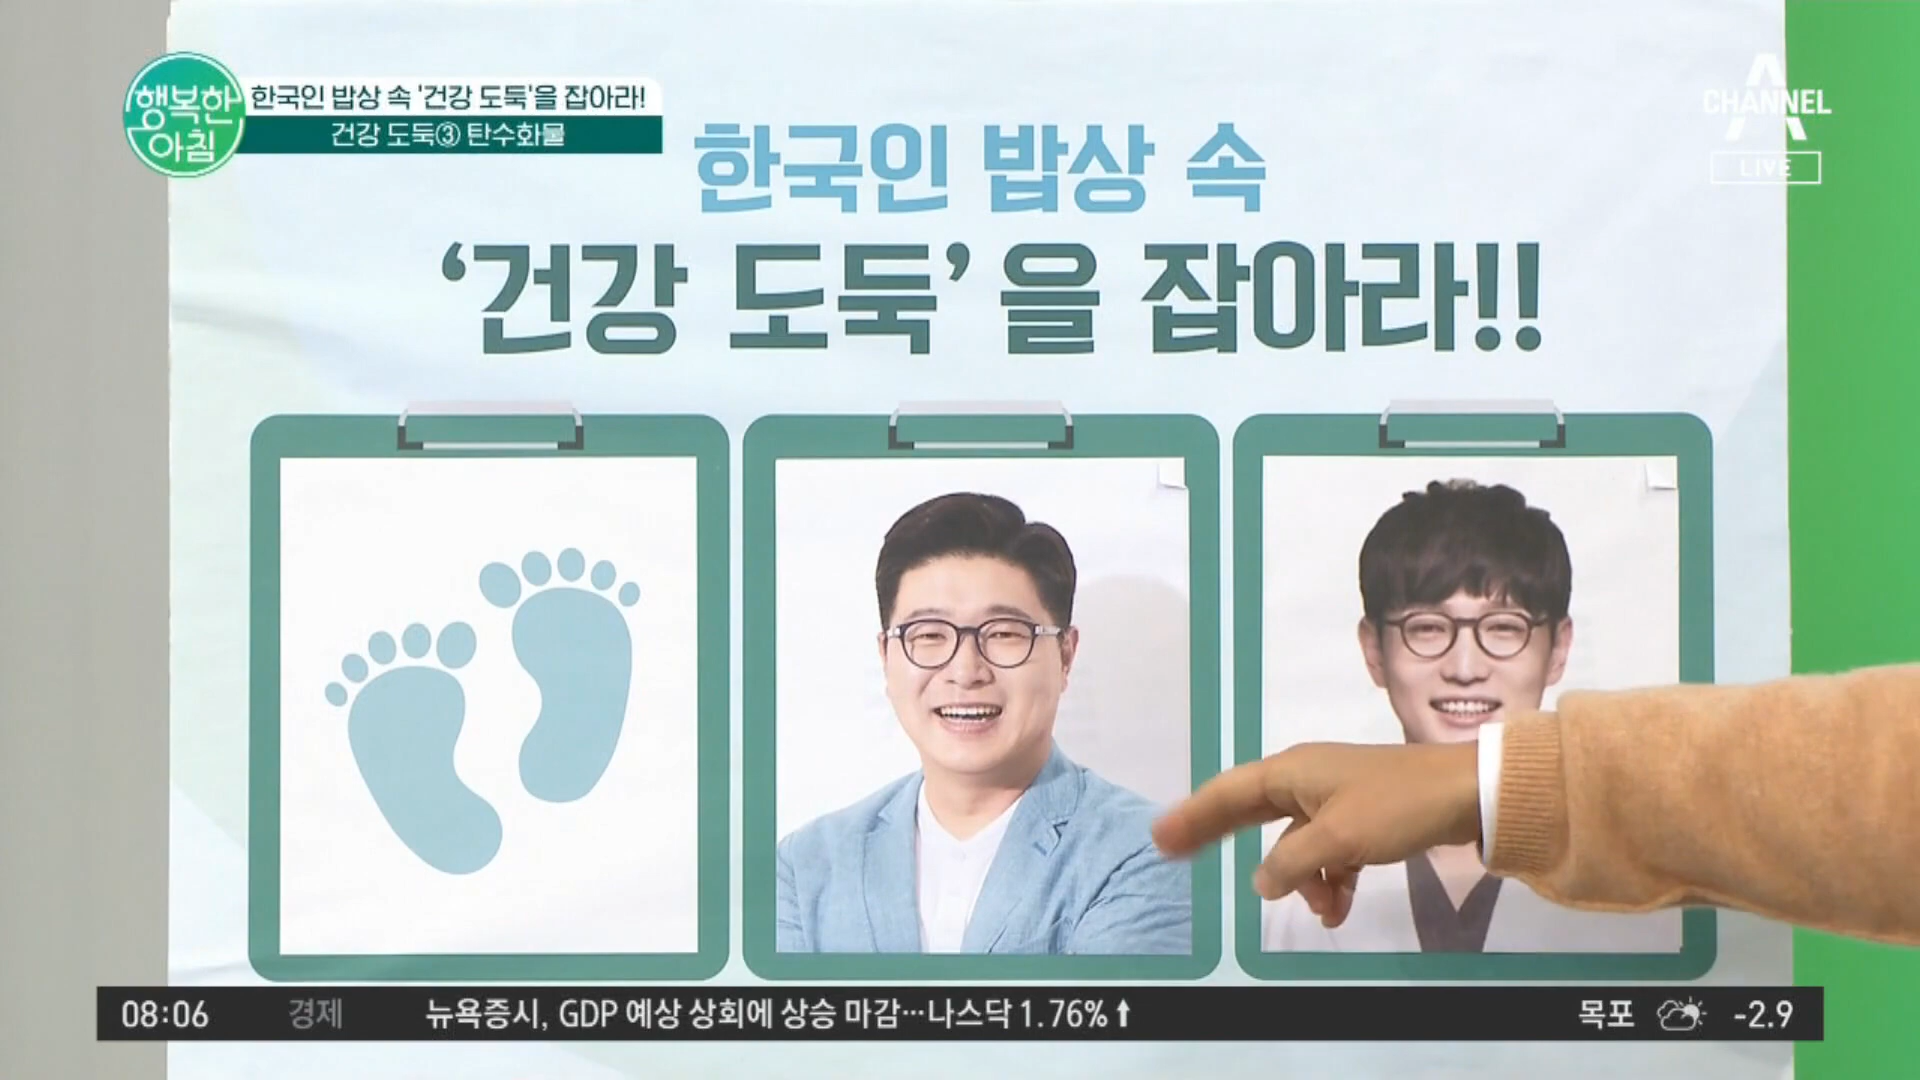 행복한
아침
한국인 밥상 속 '건강 도둑'을 잡아라!
건강 도둑③ 탄수화물
CHANNEL A
LIVE
한국인 밥상 속
‘건강 도둑’을 잡아라!!
08:06 경제 뉴욕증시, GDP 예상 상회에 상승 마감…나스닥 1.76%⬆ 목포 -2.9